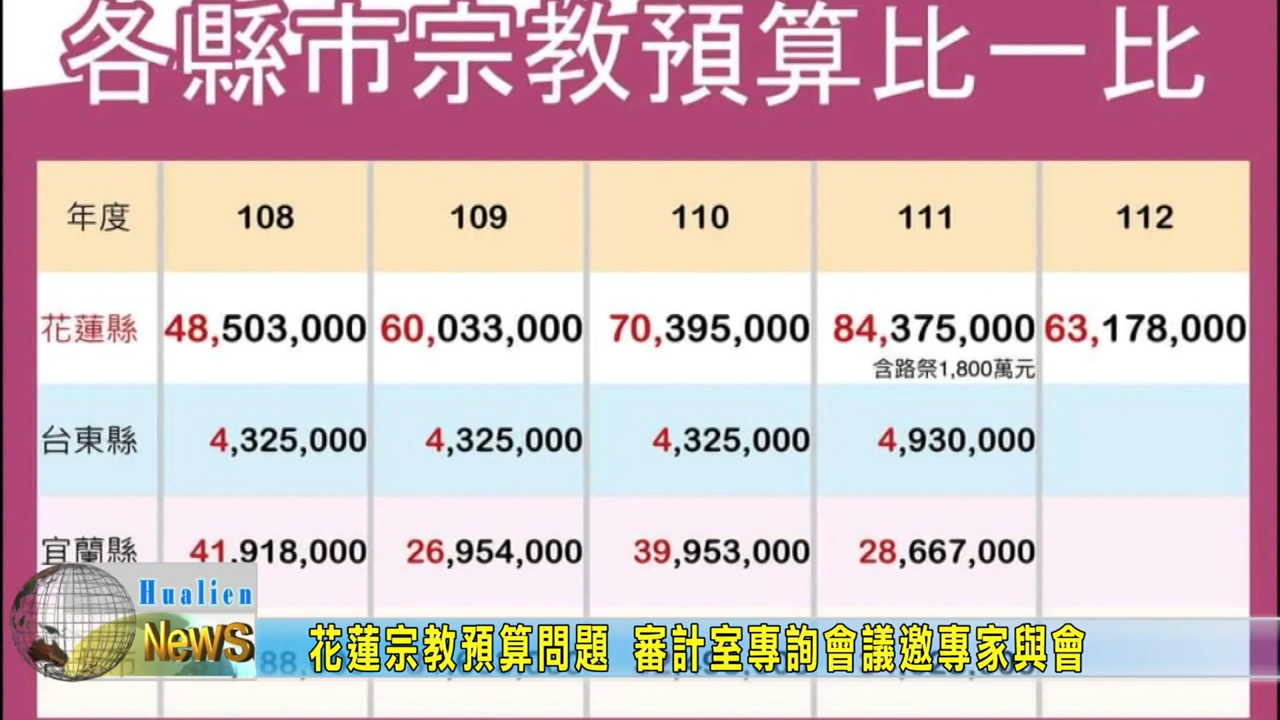 各縣市宗教預算比一比
年度 108 109 110 111 112
花蓮縣 48,503,000 60,033,000 70,395,000 84,375,000 63,178,000
含路祭1,800萬元
台東縣 4,325,000 4,325,000 4,325,000 4,930,000
宜蘭縣 41,918,000 26,954,000 39,953,000 28,667,000
Hualien
NewS
花蓮宗教預算問題 審計室專詢會議邀專家與會